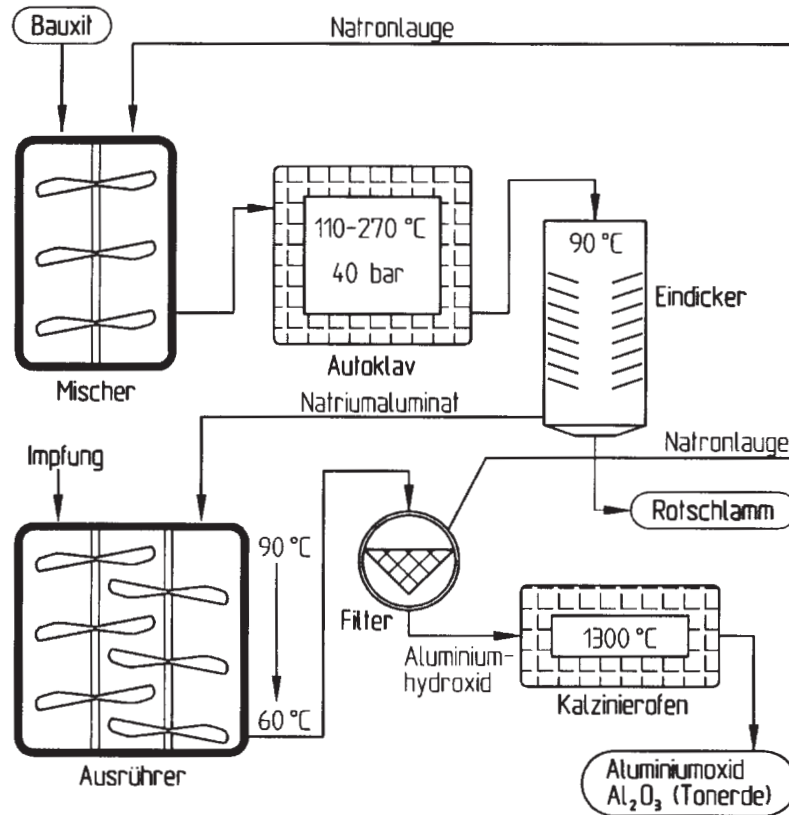 Bauxit
Natronlauge
110-270 °C
40 bar
90 °C
Eindicker
Autoklav
Mischer
Natriumaluminat
Natronlauge
Impfung
Rotschlamm
90 °C
Filter
1300 °C
Aluminium-
hydroxid
60 °C
Kalzinierofen
Ausrührer
Aluminiumoxid
Al₂O₃ (Tonerde)